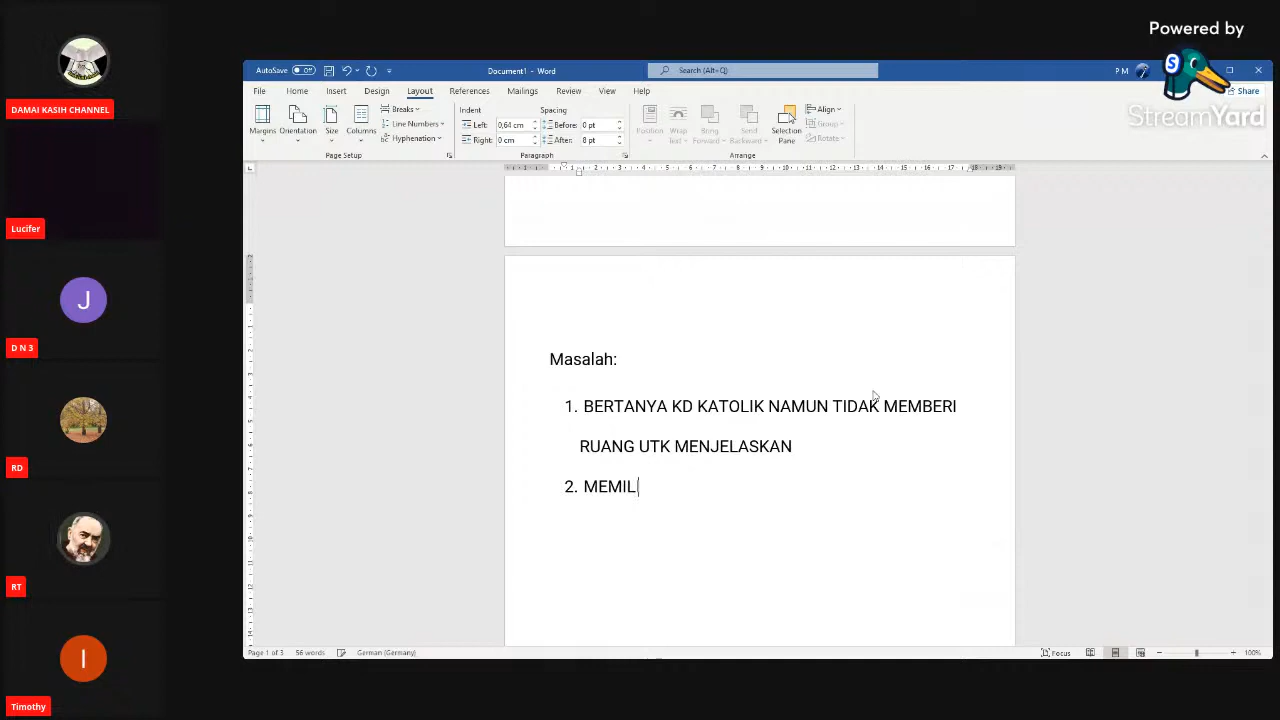 Powered by
StreamYard
DAMAI KASIH CHANNEL
Lucifer
J
D N 3
RD
RT
I
Timothy
AutoSave Off
Document1 - Word
Search (Alt+Q)
P M
File Home Insert Design Layout References Mailings Review View Help
Share
Margins Orientation Size Columns
Breaks
Line Numbers
Hyphenation
Page Setup
Indent Spacing
Left: 0,64 cm Before: 0 pt
Right: 0 cm After: 8 pt
Paragraph
Position Wrap Text Bring Forward Send Backward Selection Pane
Align
Group
Rotate
Arrange
Masalah:
1. BERTANYA KD KATOLIK NAMUN TIDAK MEMBERI
RUANG UTK MENJELASKAN
2. MEMIL
Page 1 of 3 56 words German (Germany) Focus 100%